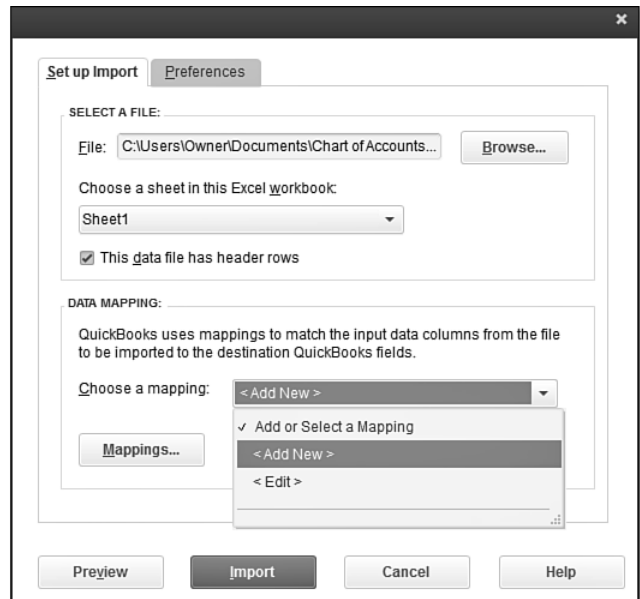 ×
Set up Import
Preferences
SELECT A FILE:
File: C:\Users\Owner\Documents\Chart of Accounts...
Browse...
Choose a sheet in this Excel workbook:
Sheet1
This data file has header rows
DATA MAPPING:
QuickBooks uses mappings to match the input data columns from the file
to be imported to the destination QuickBooks fields.
Choose a mapping: < Add New >
✓ Add or Select a Mapping
Mappings...
< Add New >
< Edit >
Preview Import Cancel Help